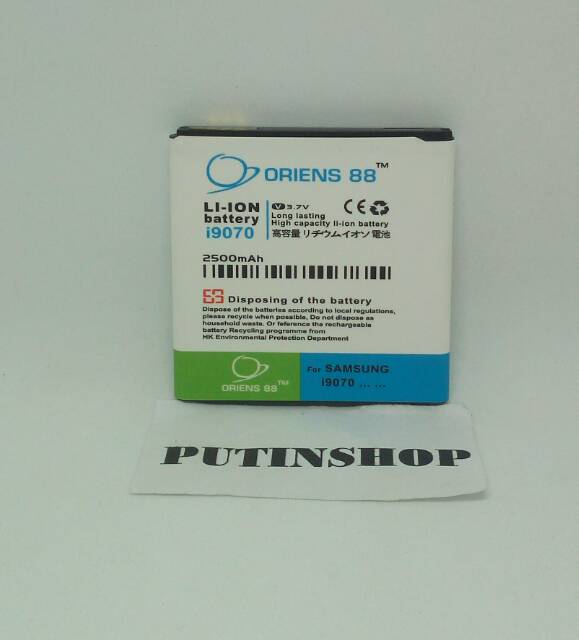 ORIENS 88™
LI-ION
battery
i9070
V 3.7V
Long lasting
High capacity li-ion battery
高容量 リチウムイオン 電池
CE
2500mAh
Disposing of the battery
Dispose of the batteries according to local regulations,
please recycle when possible. Do not dispose as
household waste. Or reference the rechargeable
battery Recycling programme from
HK Environmental Protection Department
ORIENS 88™
For SAMSUNG
i9070 ... ...
PUTINSHOP